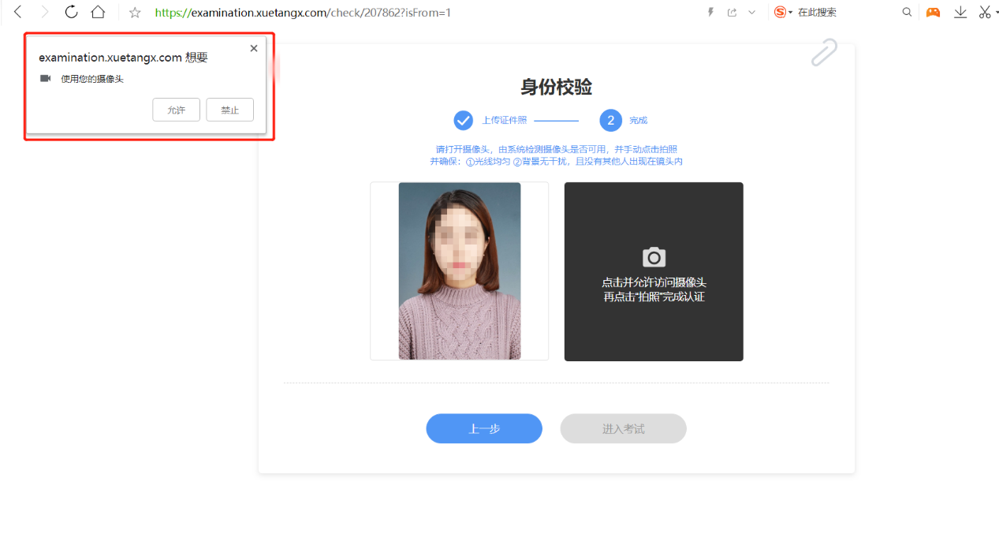 https://examination.xuetangx.com/check/207862?isFrom=1
在此搜索
examination.xuetangx.com 想要
使用您的摄像头
允许
禁止
身份校验
上传证件照
2
完成
请打开摄像头，由系统检测摄像头是否可用，并手动点击拍照
并确保：①光线均匀 ②背景无干扰，且没有其他人出现在镜头内
点击并允许访问摄像头
再点击“拍照”完成认证
上一步
进入考试